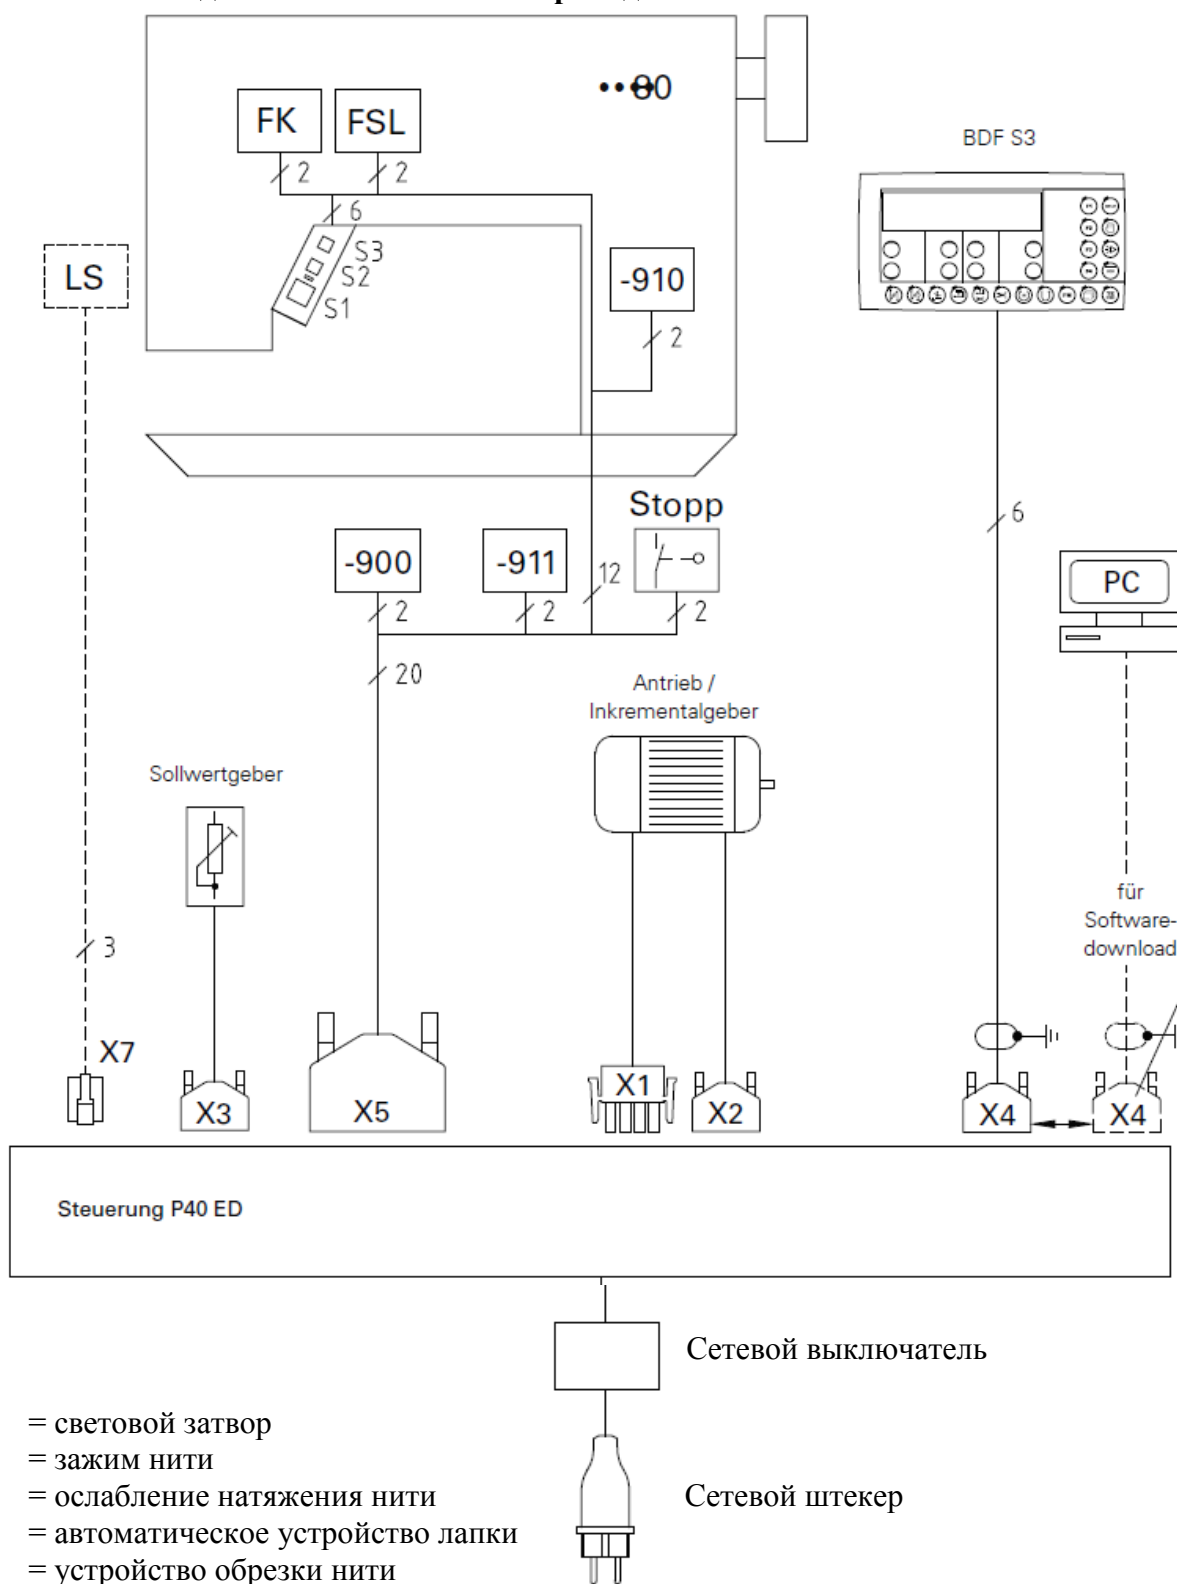 80
FK
FSL
2
2
6
S3
S2
S1
LS
-910
2
BDF S3
Stopp
-900
-911
2
2
12
2
6
PC
20
Antrieb /
Inkrementalgeber
Sollwertgeber
für
Software-
download
3
X7
X3
X5
X1
X2
X4
X4
Steuerung P40 ED
Сетевой выключатель
= световой затвор
= зажим нити
= ослабление натяжения нити
Сетевой штекер
= автоматическое устройство лапки
= устройство обрезки нити